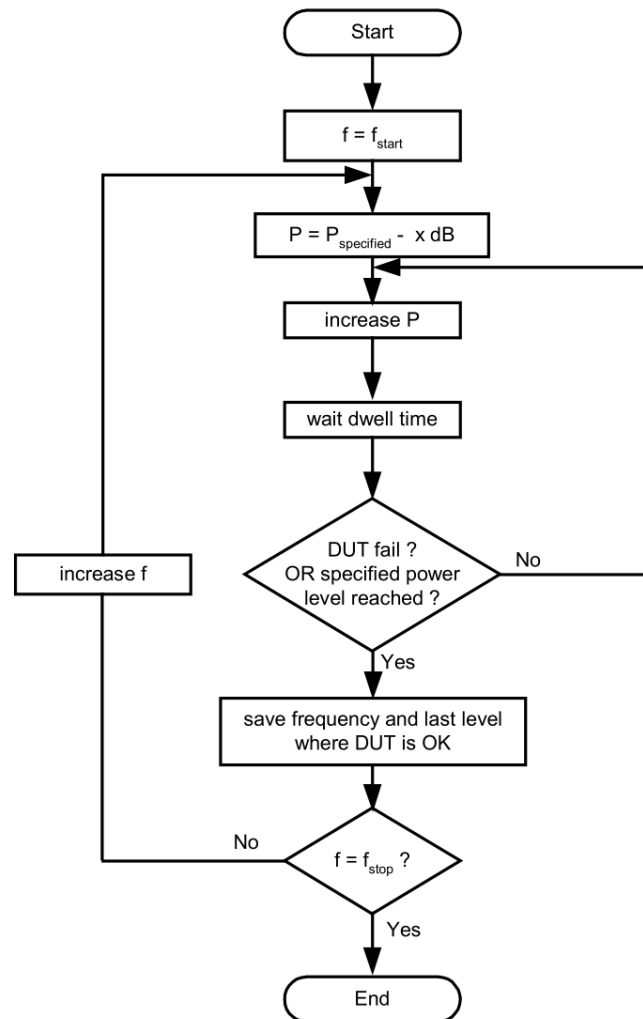 Start
f = f_start
P = P_specified - x dB
increase P
wait dwell time
DUT fail ?
OR specified power
level reached ?
No
increase f
Yes
save frequency and last level
where DUT is OK
No
f = f_stop ?
Yes
End